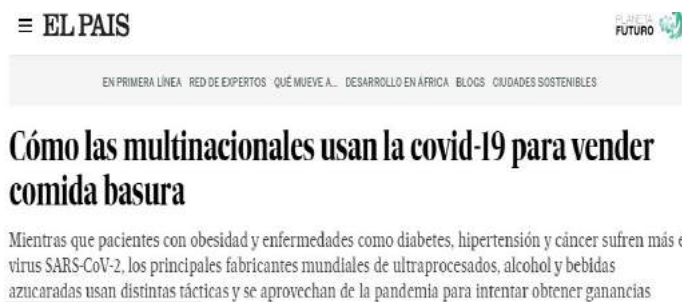 ≡ EL PAIS
PLANETA
FUTURO
EN PRIMERA LÍNEA RED DE EXPERTOS QUÉ MUEVE A... DESARROLLO EN ÁFRICA BLOGS CIUDADES SOSTENIBLES
Cómo las multinacionales usan la covid-19 para vender
comida basura
Mientras que pacientes con obesidad y enfermedades como diabetes, hipertensión y cáncer sufren más e
virus SARS-CoV-2, los principales fabricantes mundiales de ultraprocesados, alcohol y bebidas
azucaradas usan distintas tácticas y se aprovechan de la pandemia para intentar obtener ganancias